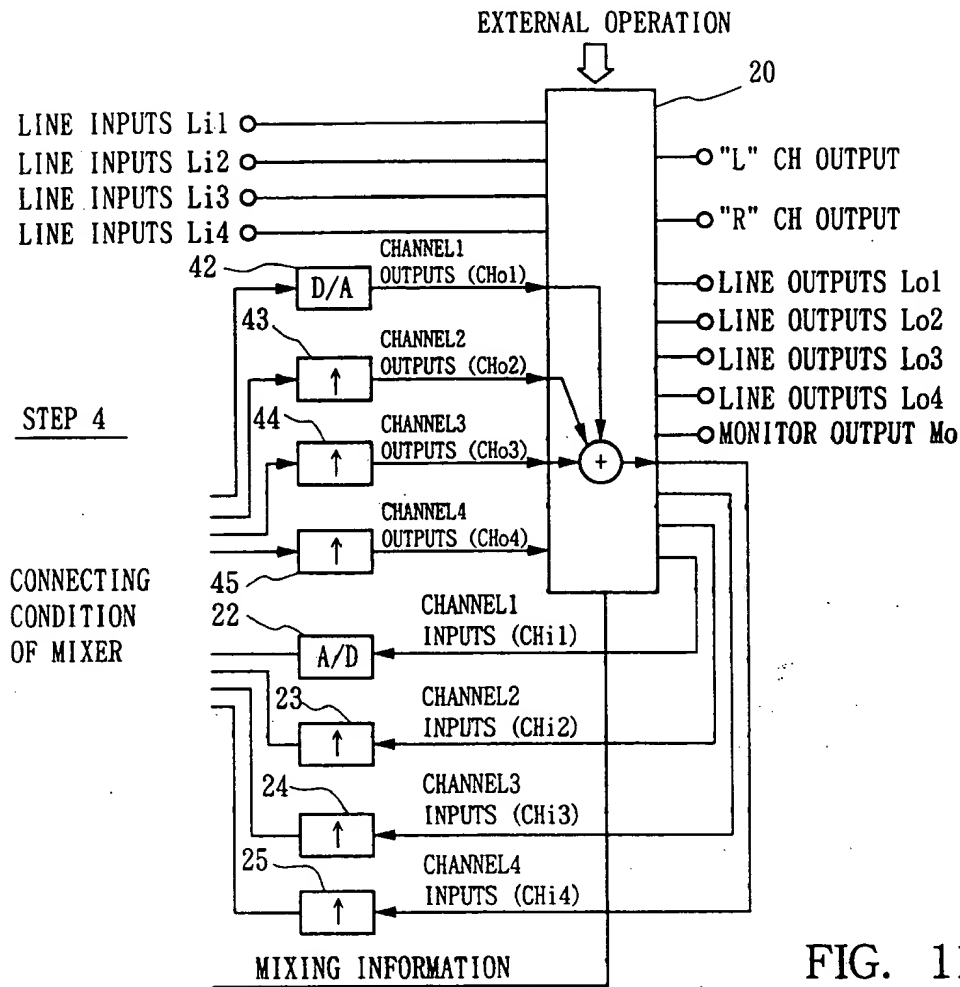 EXTERNAL OPERATION
20
LINE INPUTS Li1
LINE INPUTS Li2
LINE INPUTS Li3
LINE INPUTS Li4
"L" CH OUTPUT
"R" CH OUTPUT
LINE OUTPUTS Lo1
LINE OUTPUTS Lo2
LINE OUTPUTS Lo3
LINE OUTPUTS Lo4
MONITOR OUTPUT Mo
42
D/A
CHANNEL1
OUTPUTS (CHo1)
43
↑
CHANNEL2
OUTPUTS (CHo2)
STEP 4
44
↑
CHANNEL3
OUTPUTS (CHo3)
+
45
↑
CHANNEL4
OUTPUTS (CHo4)
CONNECTING
CONDITION
OF MIXER
22
A/D
CHANNEL1
INPUTS (CHi1)
23
↑
CHANNEL2
INPUTS (CHi2)
24
↑
CHANNEL3
INPUTS (CHi3)
25
↑
CHANNEL4
INPUTS (CHi4)
MIXING INFORMATION
FIG. 11